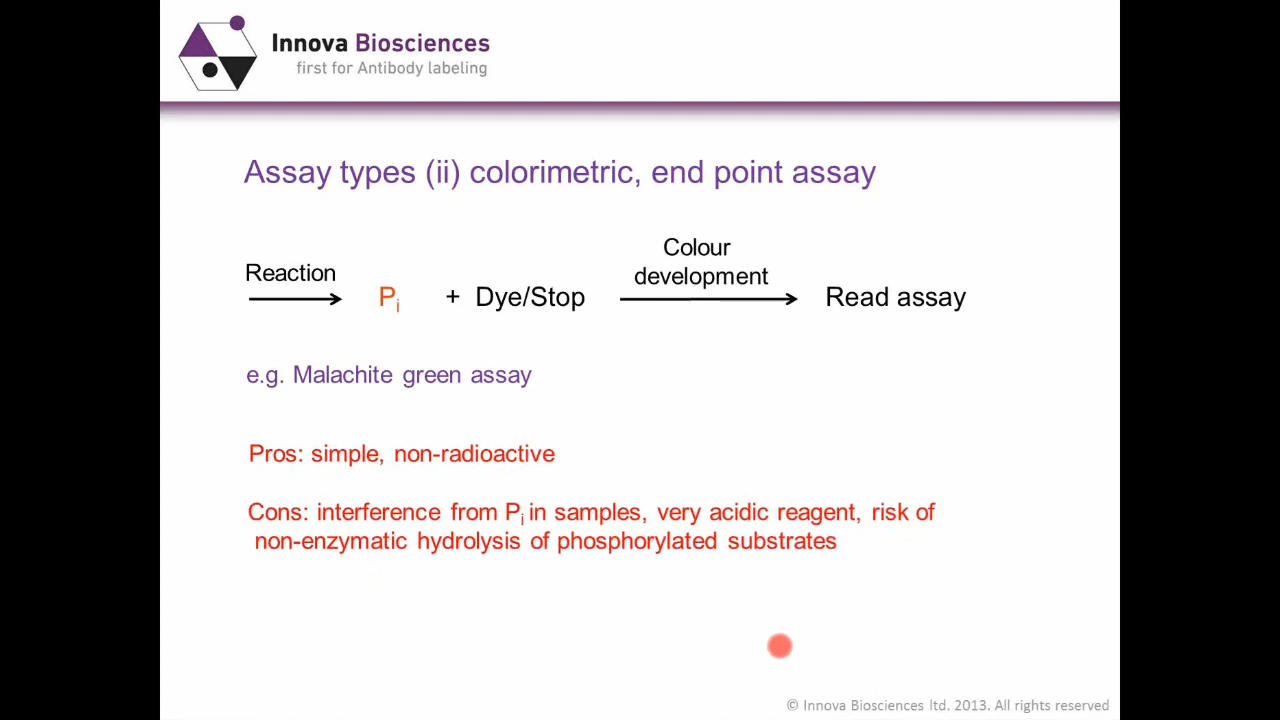 Innova Biosciences
first for Antibody labeling
Assay types (ii) colorimetric, end point assay
Colour
Reaction
development
Pi + Dye/Stop
Read assay
e.g. Malachite green assay
Pros: simple, non-radioactive
Cons: interference from Pi in samples, very acidic reagent, risk of
non-enzymatic hydrolysis of phosphorylated substrates
© Innova Biosciences ltd. 2013. All rights reserved